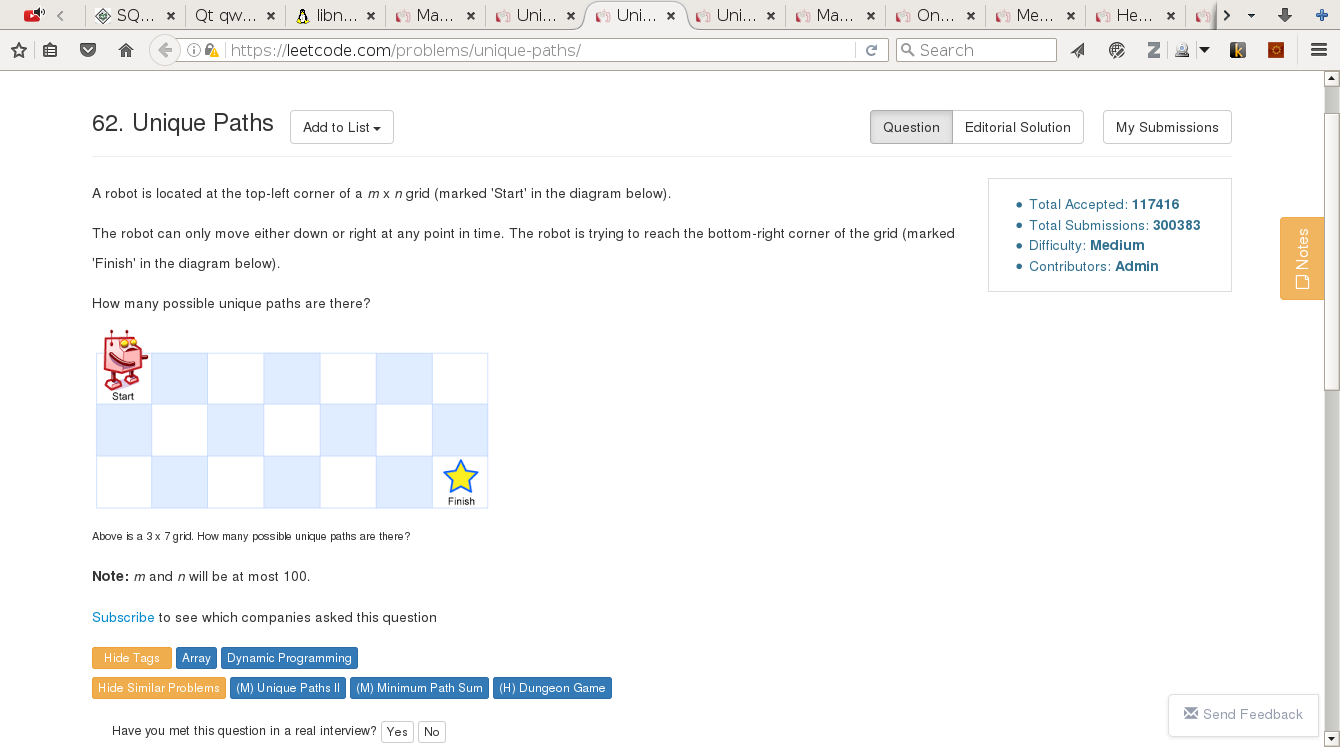 SQ... Qt qw... libn... Ma... Uni... Uni... Uni... Ma... On... Me... He...
https://leetcode.com/problems/unique-paths/ Search
62. Unique Paths Add to List Question Editorial Solution My Submissions
A robot is located at the top-left corner of a m x n grid (marked 'Start' in the diagram below).
The robot can only move either down or right at any point in time. The robot is trying to reach the bottom-right corner of the grid (marked
'Finish' in the diagram below).
How many possible unique paths are there?
Total Accepted: 117416
Total Submissions: 300383
Difficulty: Medium
Contributors: Admin
Notes
Start
Finish
Above is a 3 x 7 grid. How many possible unique paths are there?
Note: m and n will be at most 100.
Subscribe to see which companies asked this question
Hide Tags Array Dynamic Programming
Hide Similar Problems (M) Unique Paths II (M) Minimum Path Sum (H) Dungeon Game
Have you met this question in a real interview? Yes No
Send Feedback